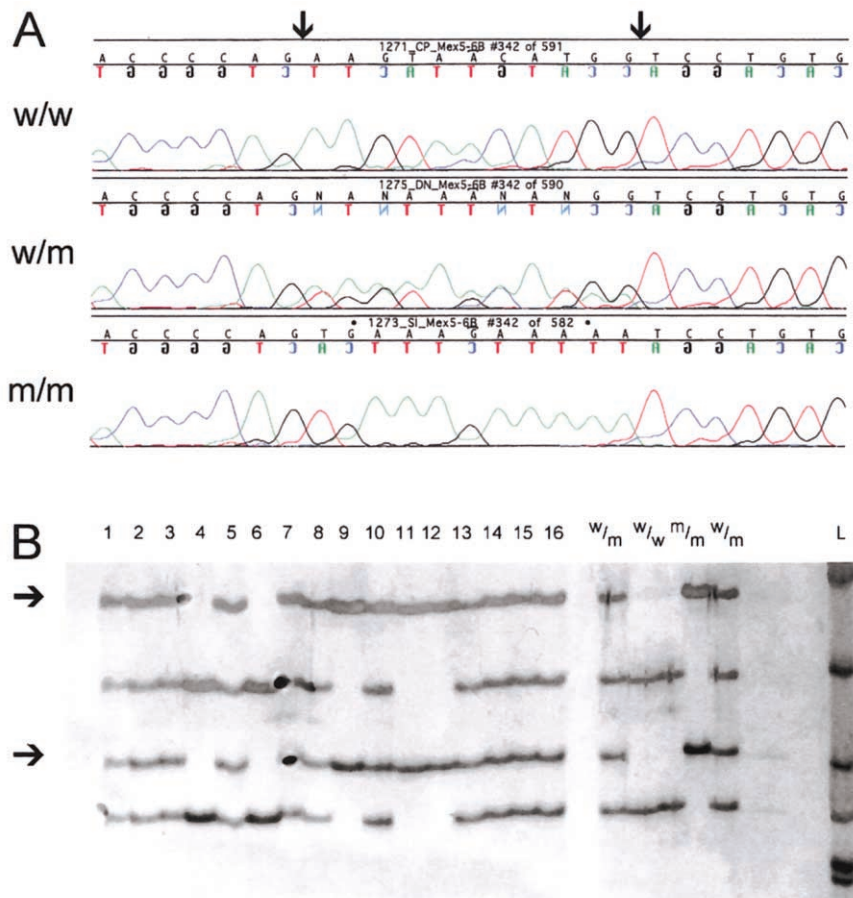 A
1271_CP_Mex5-6B #342 of 591
A C C C C A G A A G T A A C A T G G T C C T G T G
T G G G G T C T T C A T T G T A C C A G G A C A C
w/w
1275_DN_Mex5-6B #342 of 590
A C C C C A G N A N A A A N A N G G T C C T G T G
T G G G G T C N T N T T T N T N C C A G G A C A C
w/m
1273_SI_Mex5-6B #342 of 582
A C C C C A G T G A A A G A A A A A T C C T G T G
T G G G G T C A C T T T C T T T T T A G G A C A C
m/m
B
1 2 3 4 5 6 7 8 9 10 11 12 13 14 15 16 w/m w/w m/m w/m L